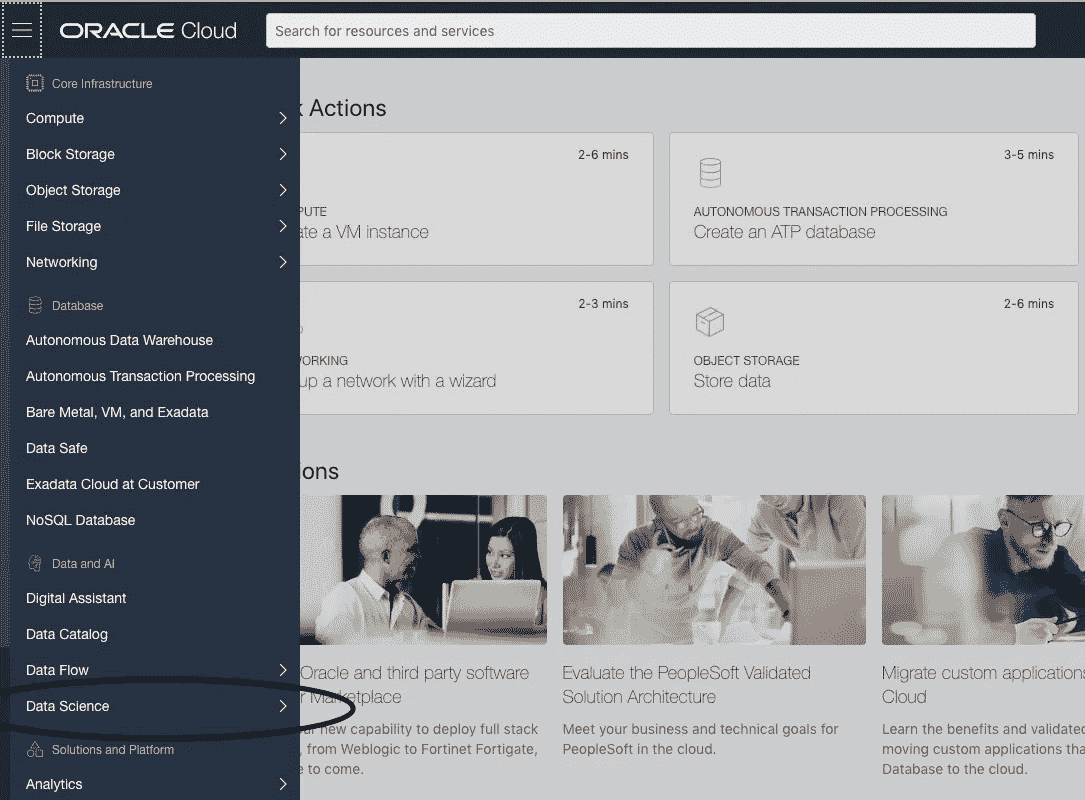 ORACLE Cloud
Search for resources and services
Core Infrastructure
Compute
Block Storage
Object Storage
File Storage
Networking
Database
Autonomous Data Warehouse
Autonomous Transaction Processing
Bare Metal, VM, and Exadata
Data Safe
Exadata Cloud at Customer
NoSQL Database
Data and AI
Digital Assistant
Data Catalog
Data Flow
Data Science
Solutions and Platform
Analytics
Actions
2-6 mins
a VM instance
3-5 mins
AUTONOMOUS TRANSACTION PROCESSING
Create an ATP database
2-3 mins
up a network with a wizard
2-6 mins
OBJECT STORAGE
Store data
Oracle and third party software
Marketplace
new capability to deploy full stack
, from Weblogic to Fortinet Fortigate,
to come.
Evaluate the PeopleSoft Validated
Solution Architecture
Meet your business and technical goals for
PeopleSoft in the cloud.
Migrate custom applications
Cloud
Learn the benefits and validated
moving custom applications
Database to the cloud.